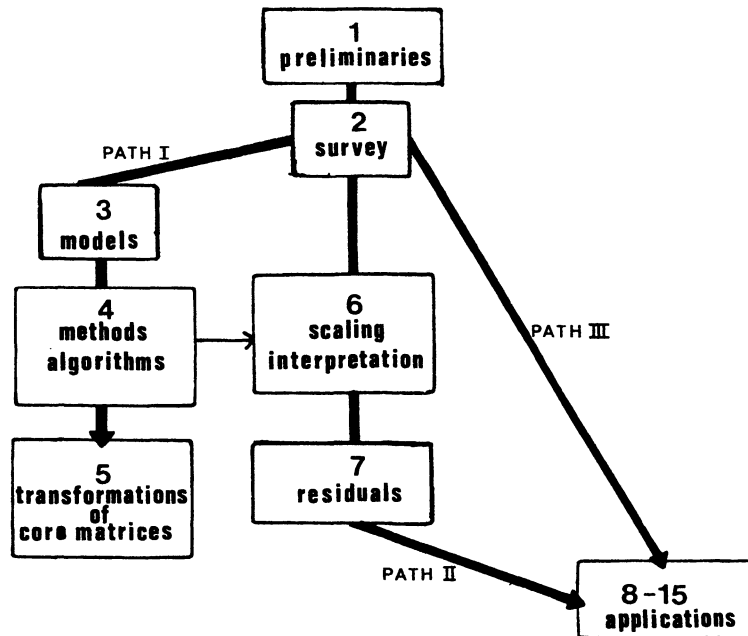 1
preliminaries
2
survey
PATH I
3
models
4
methods
algorithms
6
scaling
interpretation
PATH III
5
transformations
of
core matrices
7
residuals
PATH II
8-15
applications